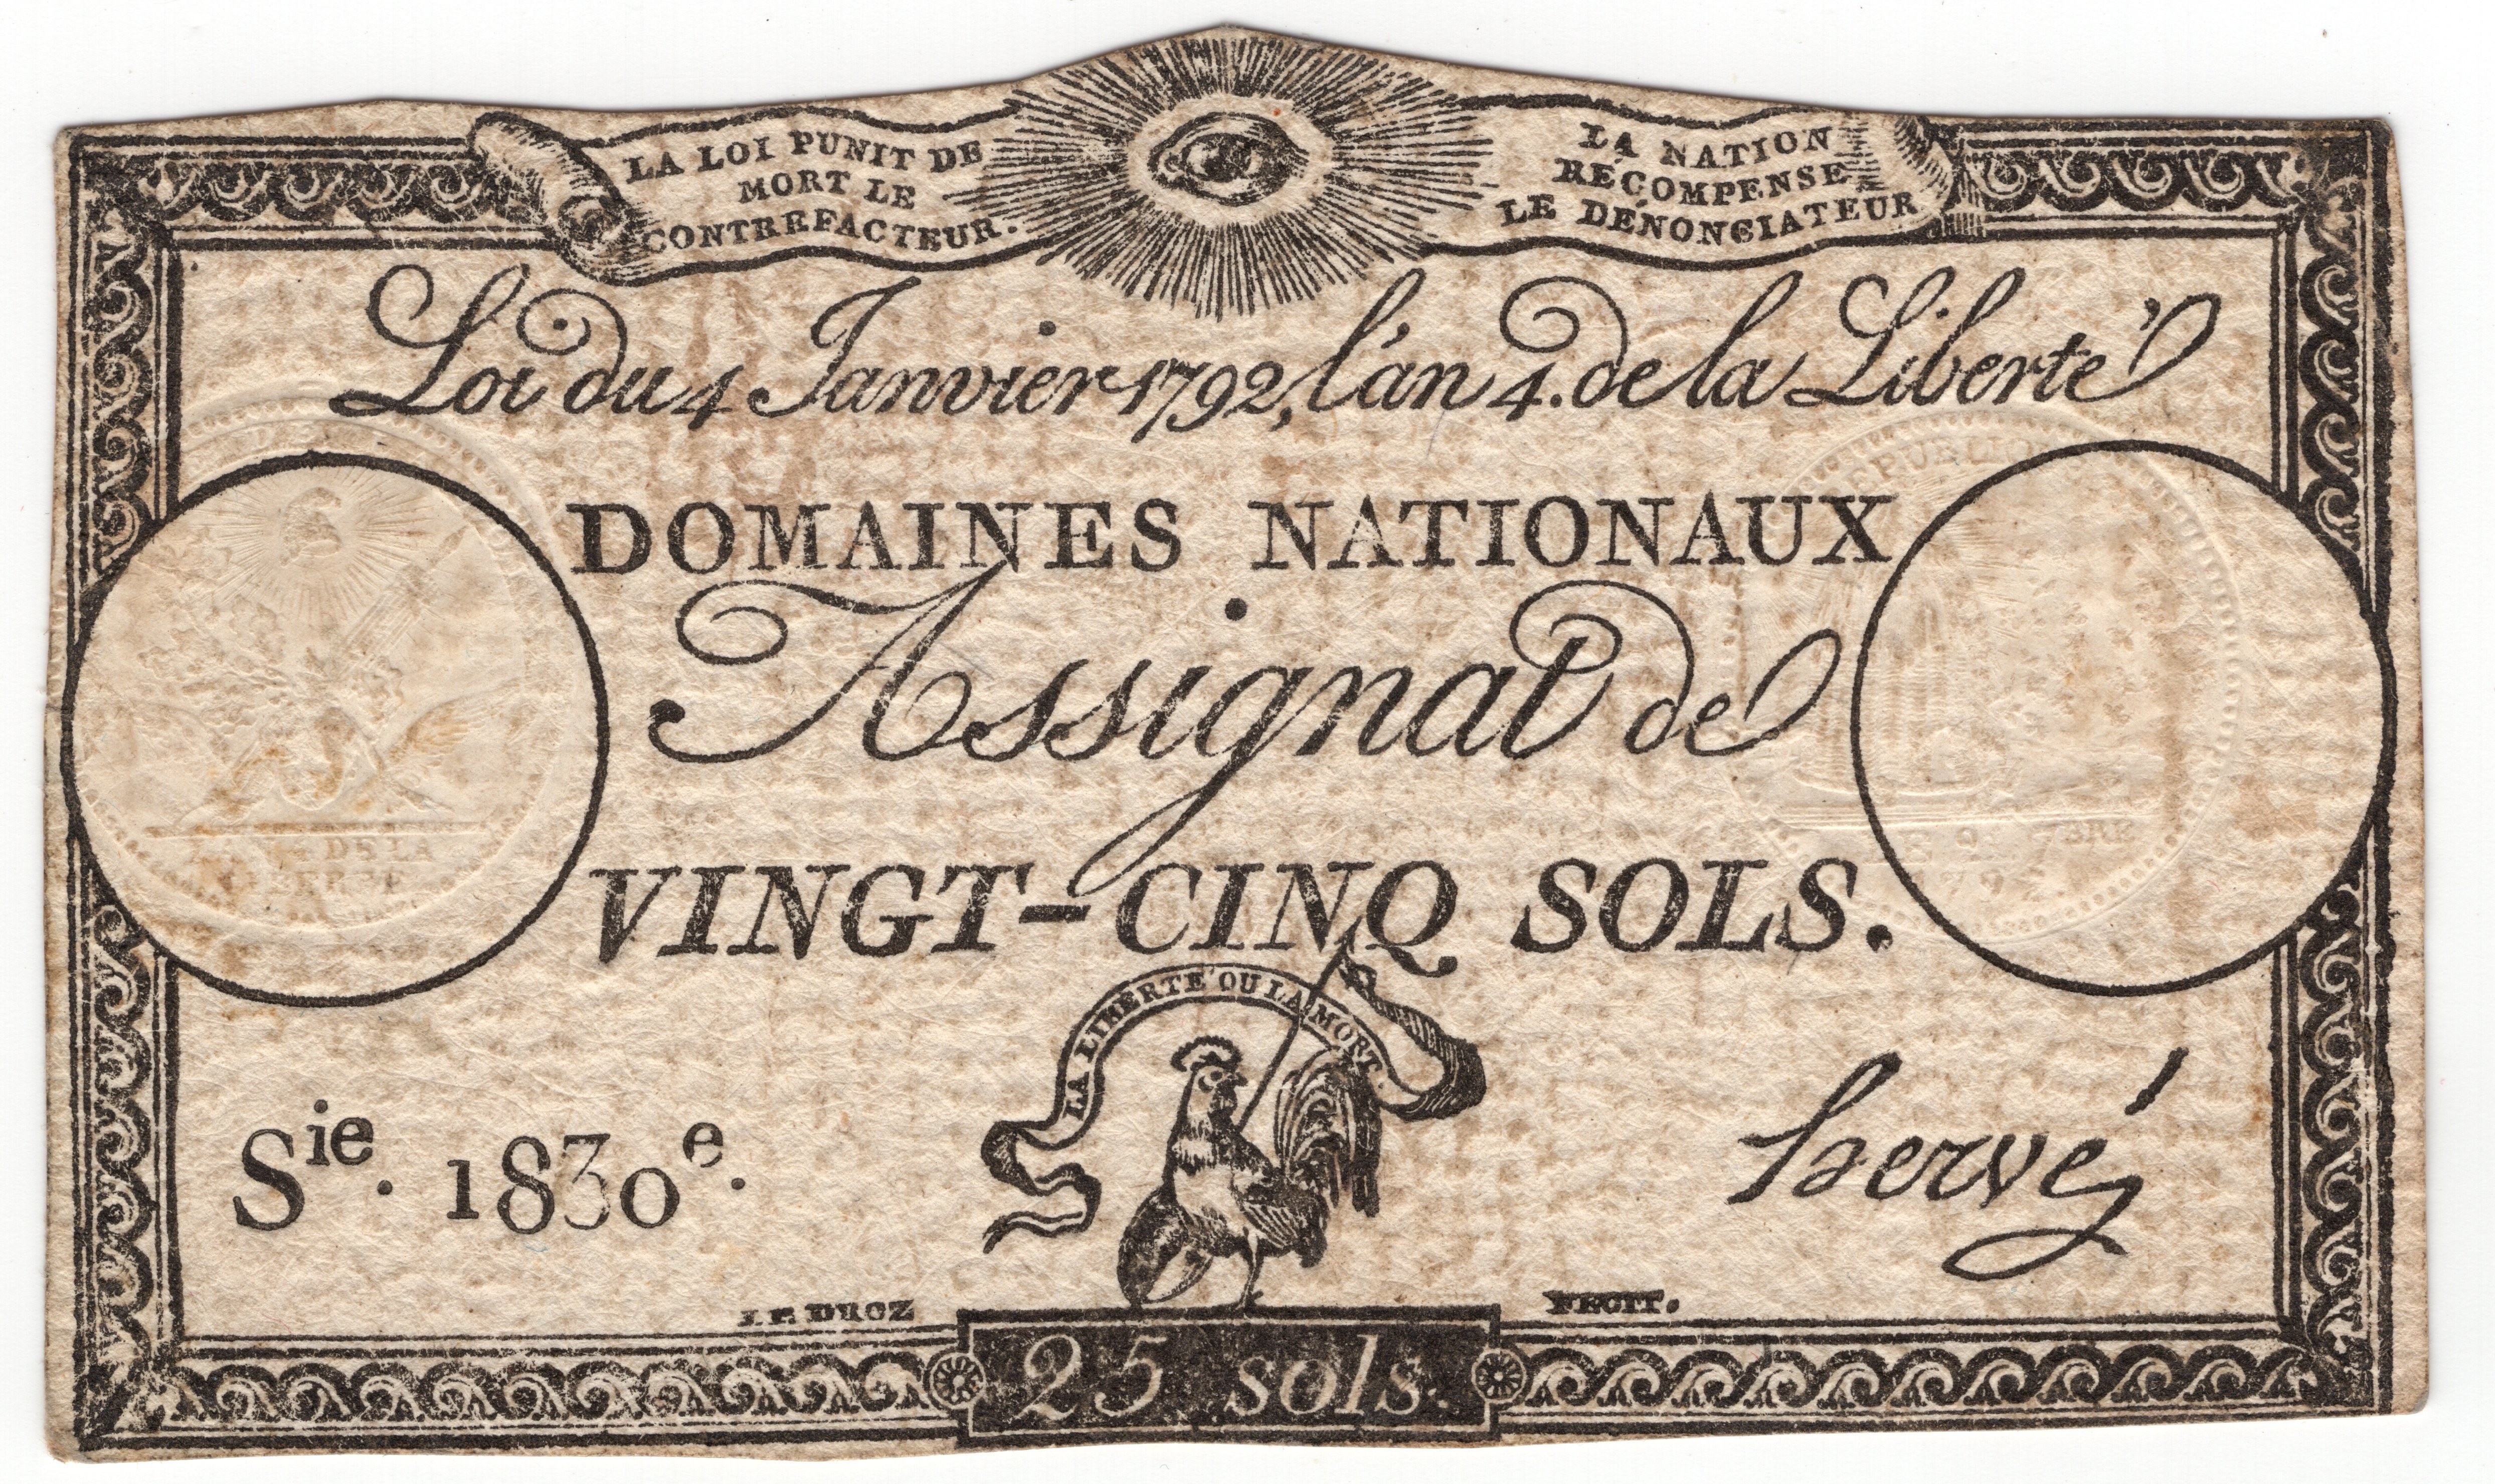 LA LOI PUNIT DE
MORT LE
CONTREFACTEUR.
LA NATION
RÉCOMPENSE
LE DÉNONCIATEUR
Loi du 4 Janvier 1792, l'an 4. de la Liberté
DOMAINES NATIONAUX
Assignat de
VINGT-CINQ SOLS.
LA LIBERTÉ OU LA MORT.
Sie. 1830e.
hervé
FECIT.
25 sols.